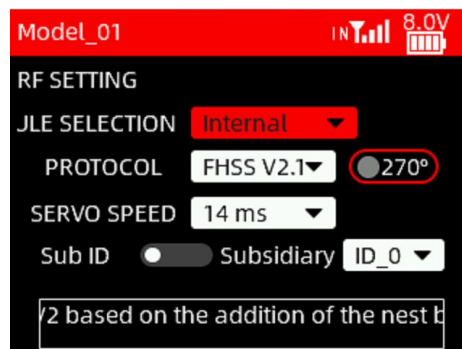 Model_01 IN 8.0V
RF SETTING
JLE SELECTION Internal
PROTOCOL FHSS V2.1 270°
SERVO SPEED 14 ms
Sub ID Subsidiary ID_0
/2 based on the addition of the nest b